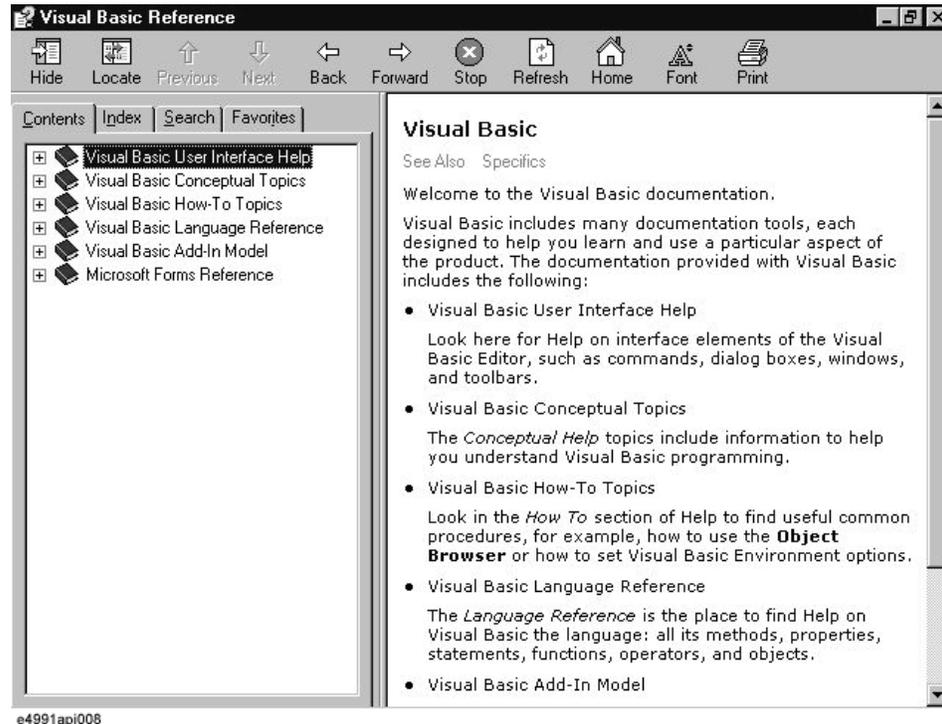 Visual Basic Reference
Hide Locate Previous Next Back Forward Stop Refresh Home Font Print
Contents Index Search Favorites
Visual Basic User Interface Help
Visual Basic Conceptual Topics
Visual Basic How-To Topics
Visual Basic Language Reference
Visual Basic Add-In Model
Microsoft Forms Reference
Visual Basic
See Also Specifics
Welcome to the Visual Basic documentation.
Visual Basic includes many documentation tools, each
designed to help you learn and use a particular aspect of
the product. The documentation provided with Visual Basic
includes the following:
• Visual Basic User Interface Help
Look here for Help on interface elements of the Visual
Basic Editor, such as commands, dialog boxes, windows,
and toolbars.
• Visual Basic Conceptual Topics
The Conceptual Help topics include information to help
you understand Visual Basic programming.
• Visual Basic How-To Topics
Look in the How To section of Help to find useful common
procedures, for example, how to use the Object
Browser or how to set Visual Basic Environment options.
• Visual Basic Language Reference
The Language Reference is the place to find Help on
Visual Basic the language: all its methods, properties,
statements, functions, operators, and objects.
• Visual Basic Add-In Model
e4991api008